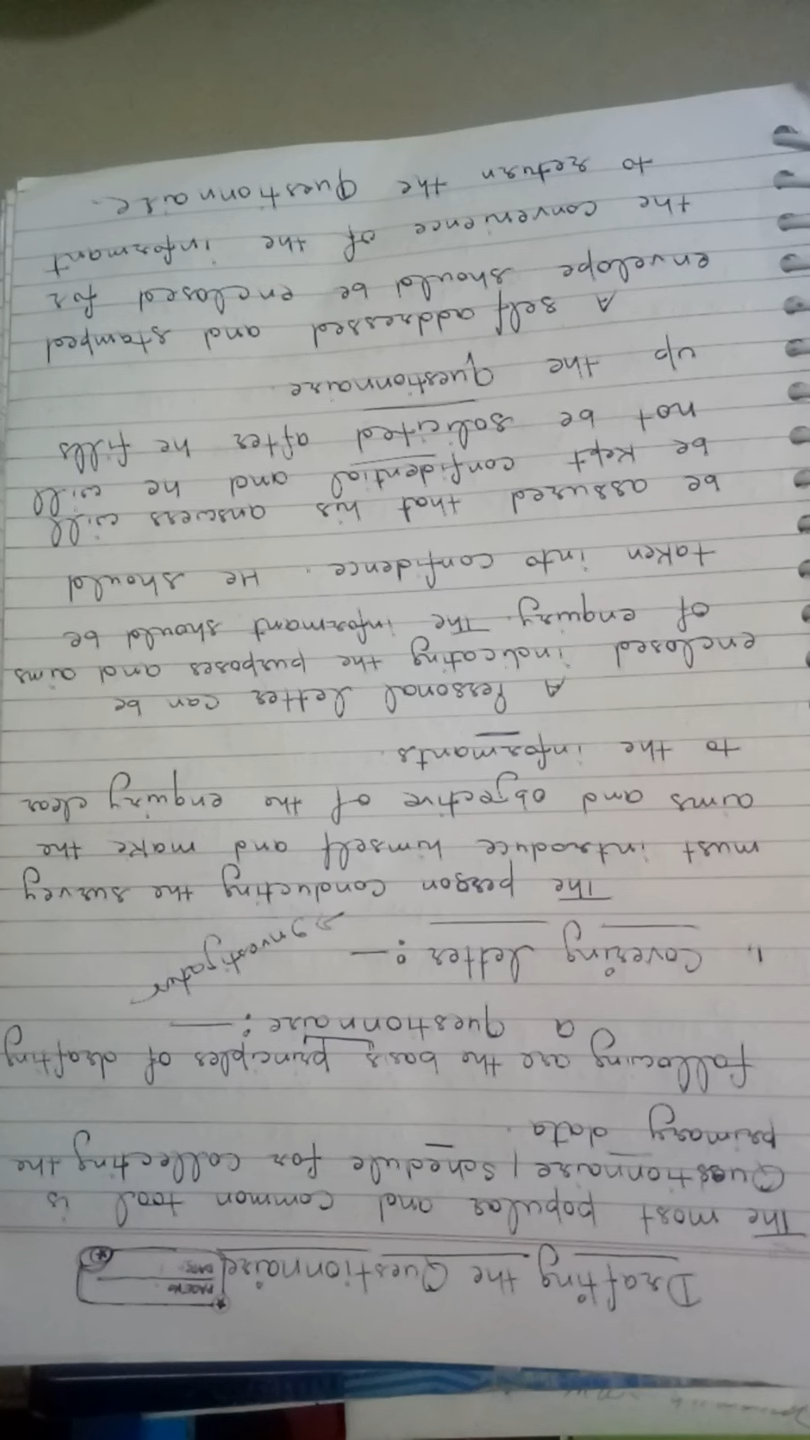 Drafting the Questionnaire
PAGE NO.
DATE:
The most popular and common tool is
Questionnaire / schedule for collecting the
primary data.
Following are the basis principles of drafting
a questionnaire :—
1. Covering letter :—
→ Investigator
The person conducting the survey
must introduce himself and make the
aims and objective of the enquiry clear
to the informants.
A Personal letter can be
enclosed indicating the purposes and aims
of enquiry. The informant should be
taken into confidence. He should
be assured that his answers will
be kept confidential and he will
not be solicited after he fills
up the questionnaire.
A self addressed and stamped
envelope should be enclosed for
the convenience of the informant
to return the Questionnaire.